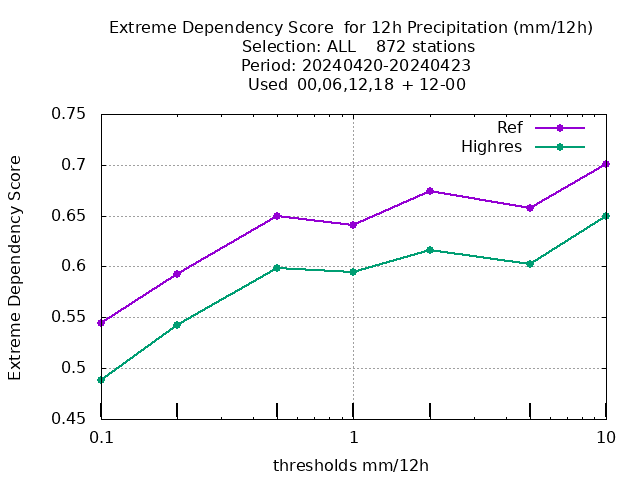 Extreme Dependency Score  for 12h Precipitation (mm/12h)
Selection: ALL    872 stations
Period: 20240420-20240423
Used  00,06,12,18  + 12-00
0.75
0.7
0.65
0.6
0.55
0.5
0.45
Extreme Dependency Score
Ref
Highres
0.1
1
10
thresholds mm/12h